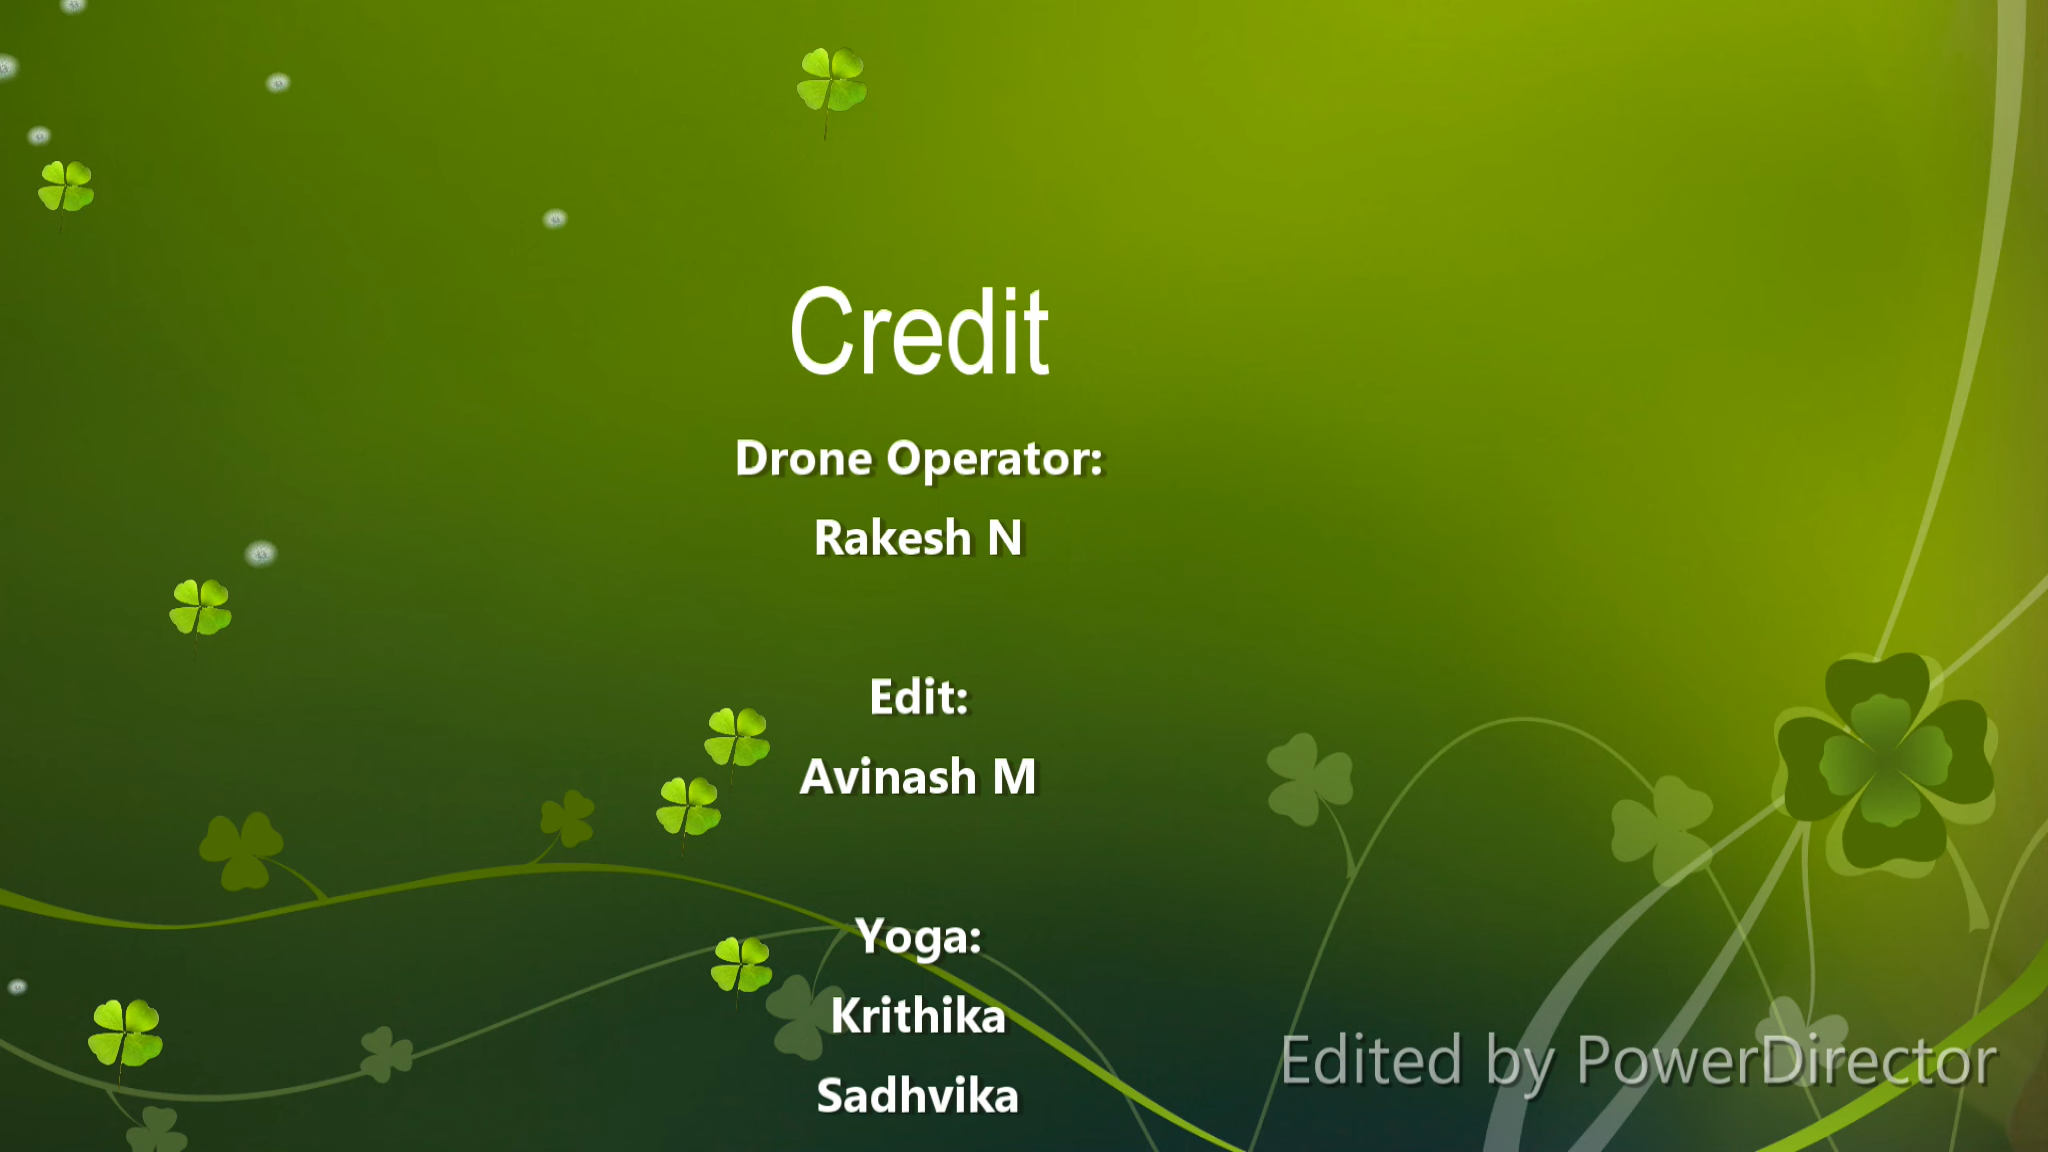 Credit
Drone Operator:
Rakesh N
Edit:
Avinash M
Yoga:
Krithika
Sadhvika
Edited by PowerDirector